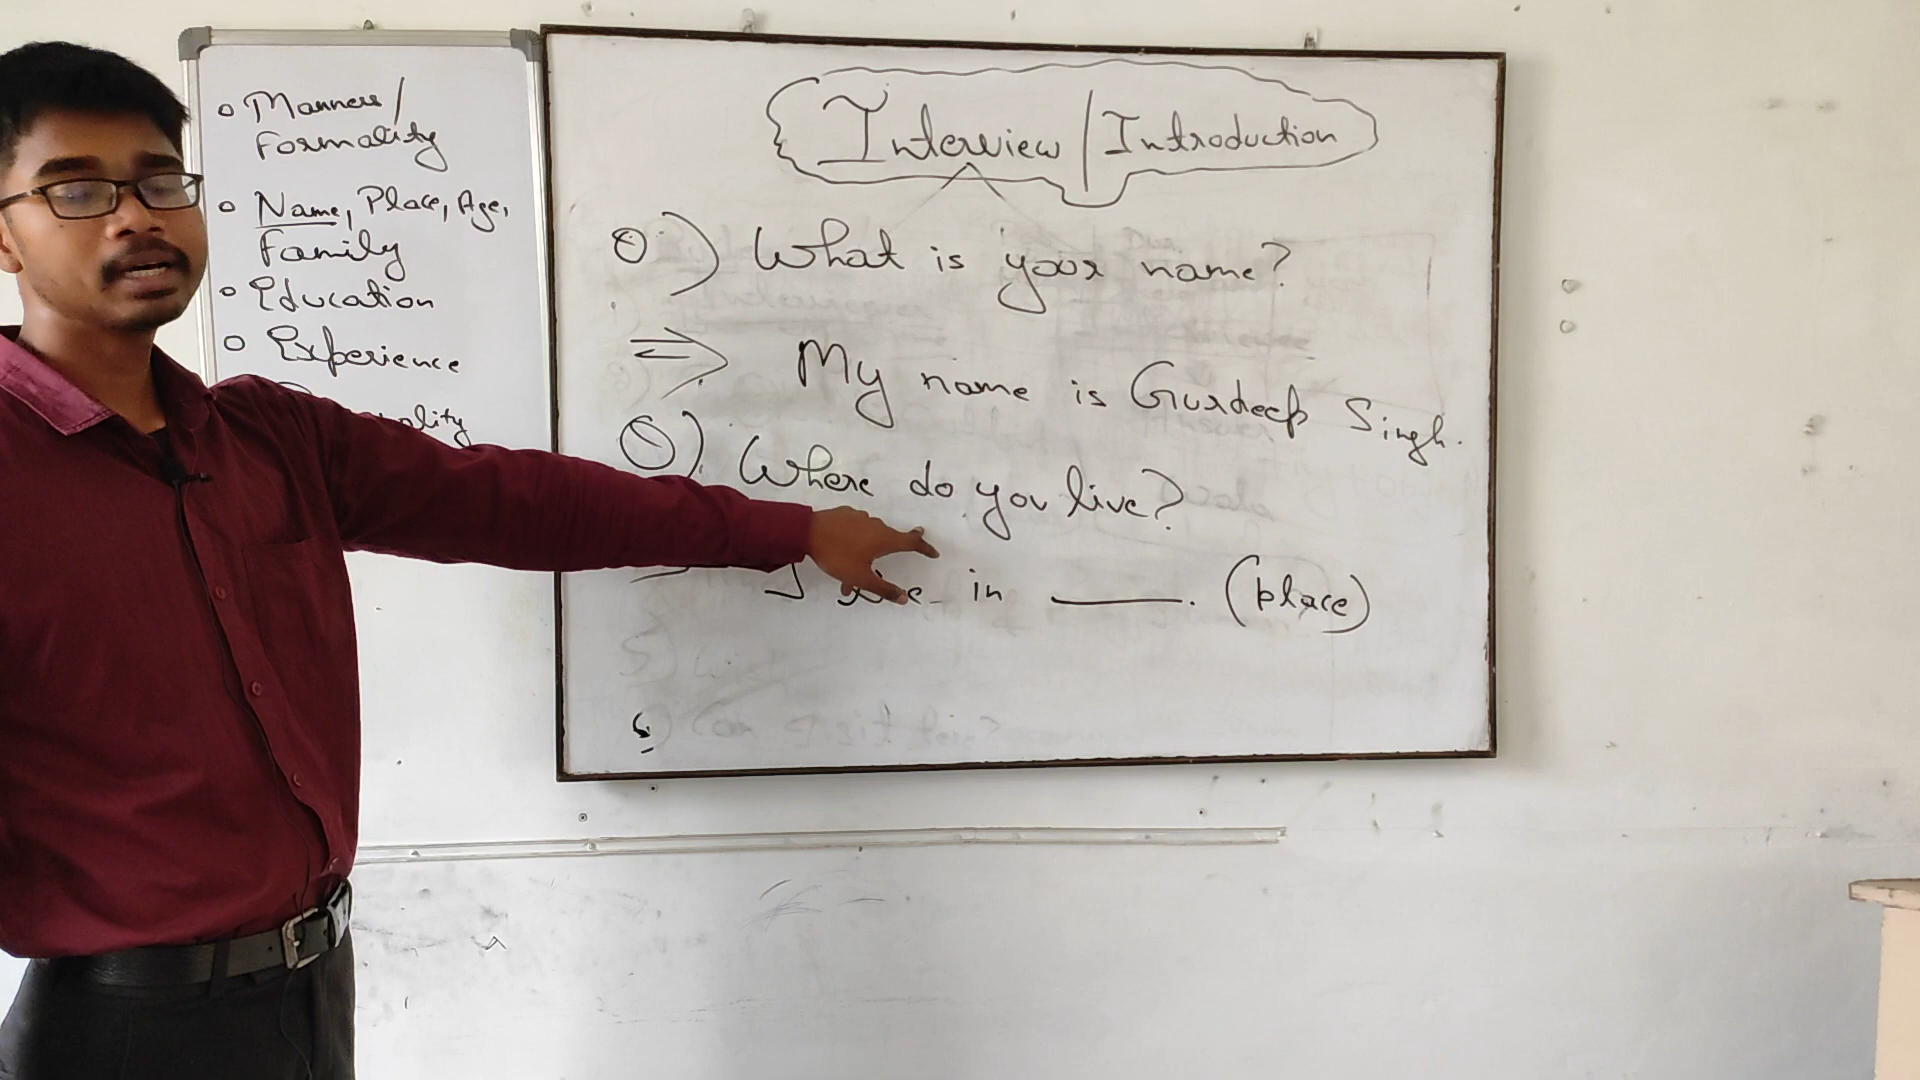 • Manners/
Formality
• Name, Place, Age,
Family
• Education
• Experience
Interview | Introduction
Q) What is your name?
⇒ My name is Gurdeep Singh.
Q) Where do you live?
I live in ______. (place)